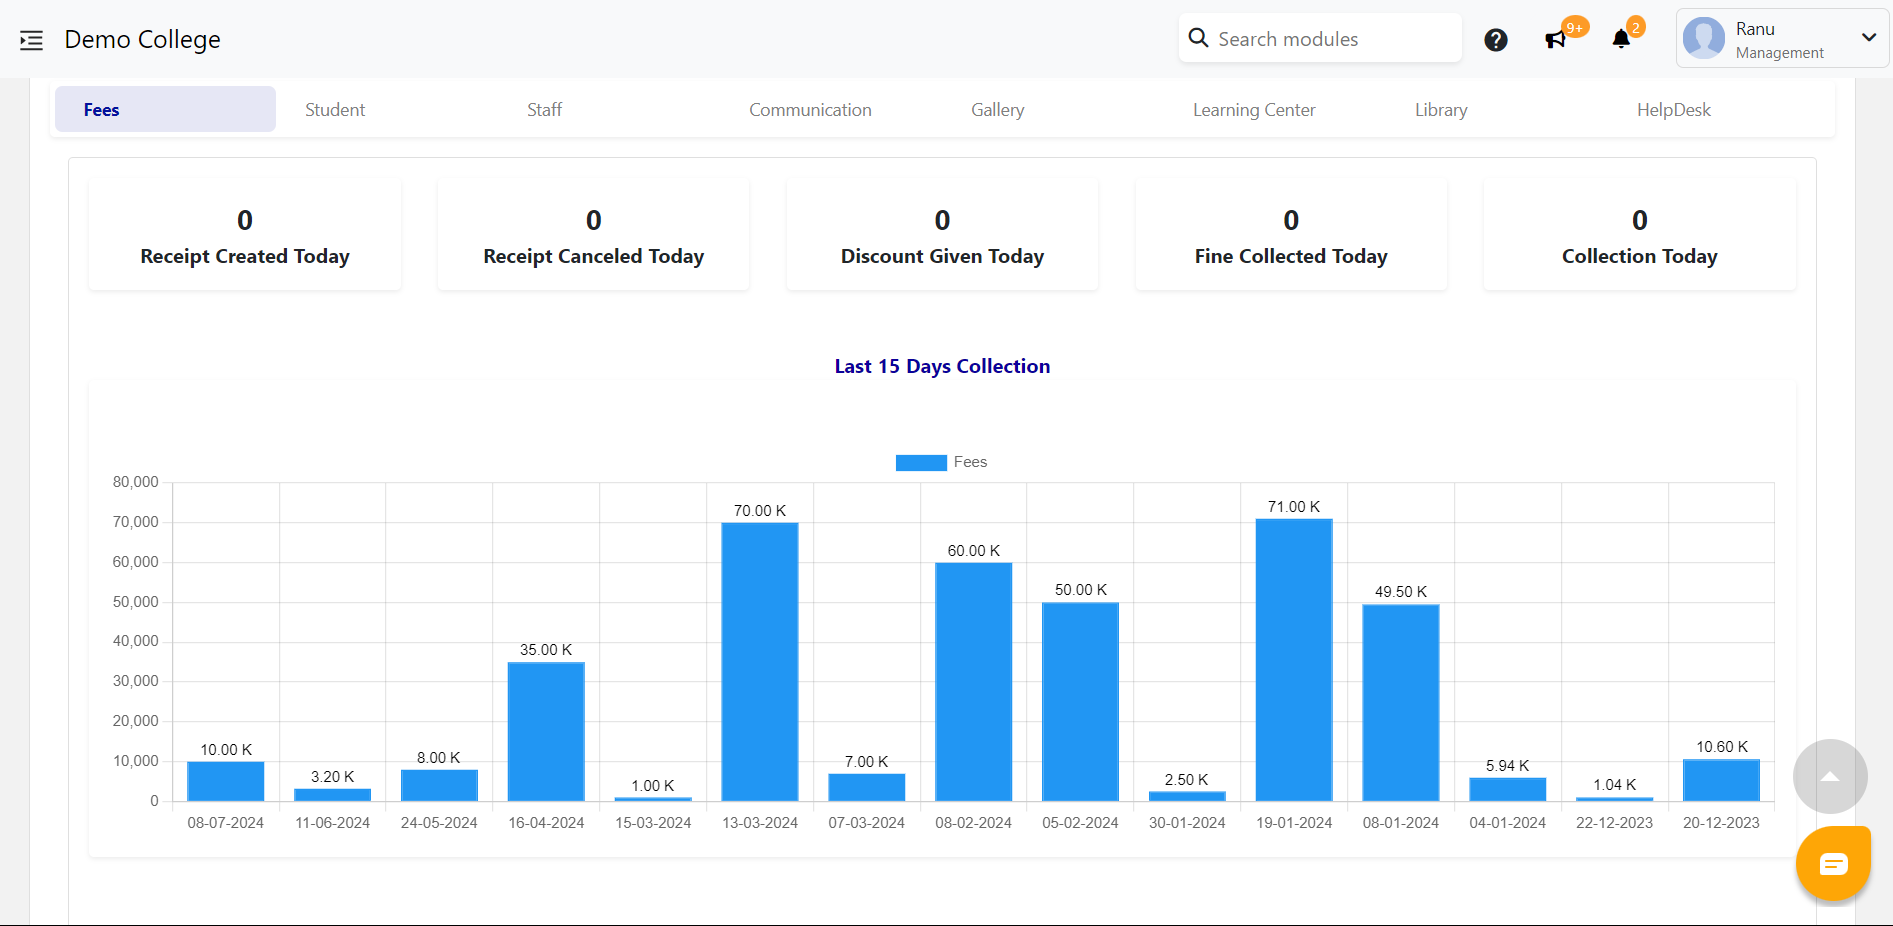 Demo College
Search modules
9+
2
Ranu
Management
Fees Student Staff Communication Gallery Learning Center Library HelpDesk
0 0 0 0 0
Receipt Created Today Receipt Canceled Today Discount Given Today Fine Collected Today Collection Today
Last 15 Days Collection
Fees
80,000
70,000
60,000
50,000
40,000
30,000
20,000
10,000
0
10.00 K 3.20 K 8.00 K 35.00 K 1.00 K 70.00 K 7.00 K 60.00 K 50.00 K 2.50 K 71.00 K 49.50 K 5.94 K 1.04 K 10.60 K
08-07-2024 11-06-2024 24-05-2024 16-04-2024 15-03-2024 13-03-2024 07-03-2024 08-02-2024 05-02-2024 30-01-2024 19-01-2024 08-01-2024 04-01-2024 22-12-2023 20-12-2023